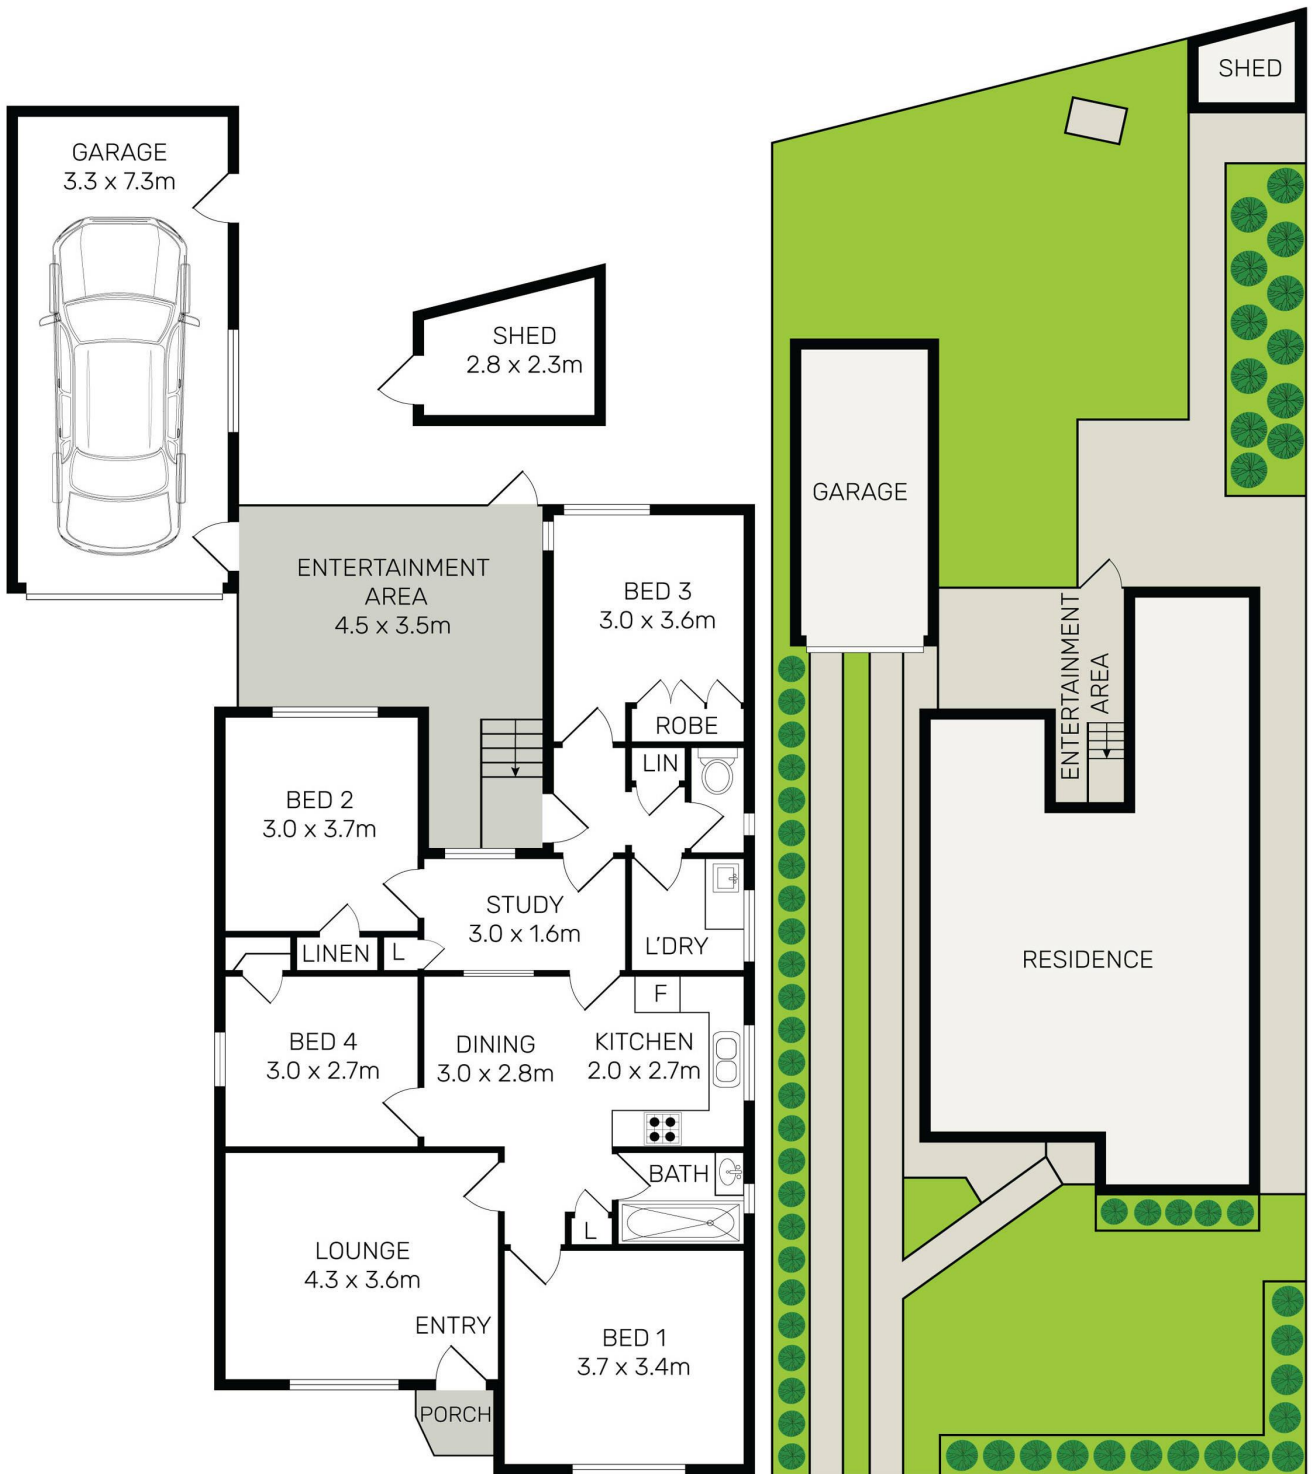 GARAGE
3.3 x 7.3m
SHED
2.8 x 2.3m
ENTERTAINMENT
AREA
4.5 x 3.5m
BED 3
3.0 x 3.6m
ROBE
LIN
BED 2
3.0 x 3.7m
STUDY
3.0 x 1.6m
L'DRY
LINEN
L
F
BED 4
3.0 x 2.7m
DINING
3.0 x 2.8m
KITCHEN
2.0 x 2.7m
BATH
L
LOUNGE
4.3 x 3.6m
ENTRY
BED 1
3.7 x 3.4m
PORCH
SHED
GARAGE
ENTERTAINMENT
AREA
RESIDENCE